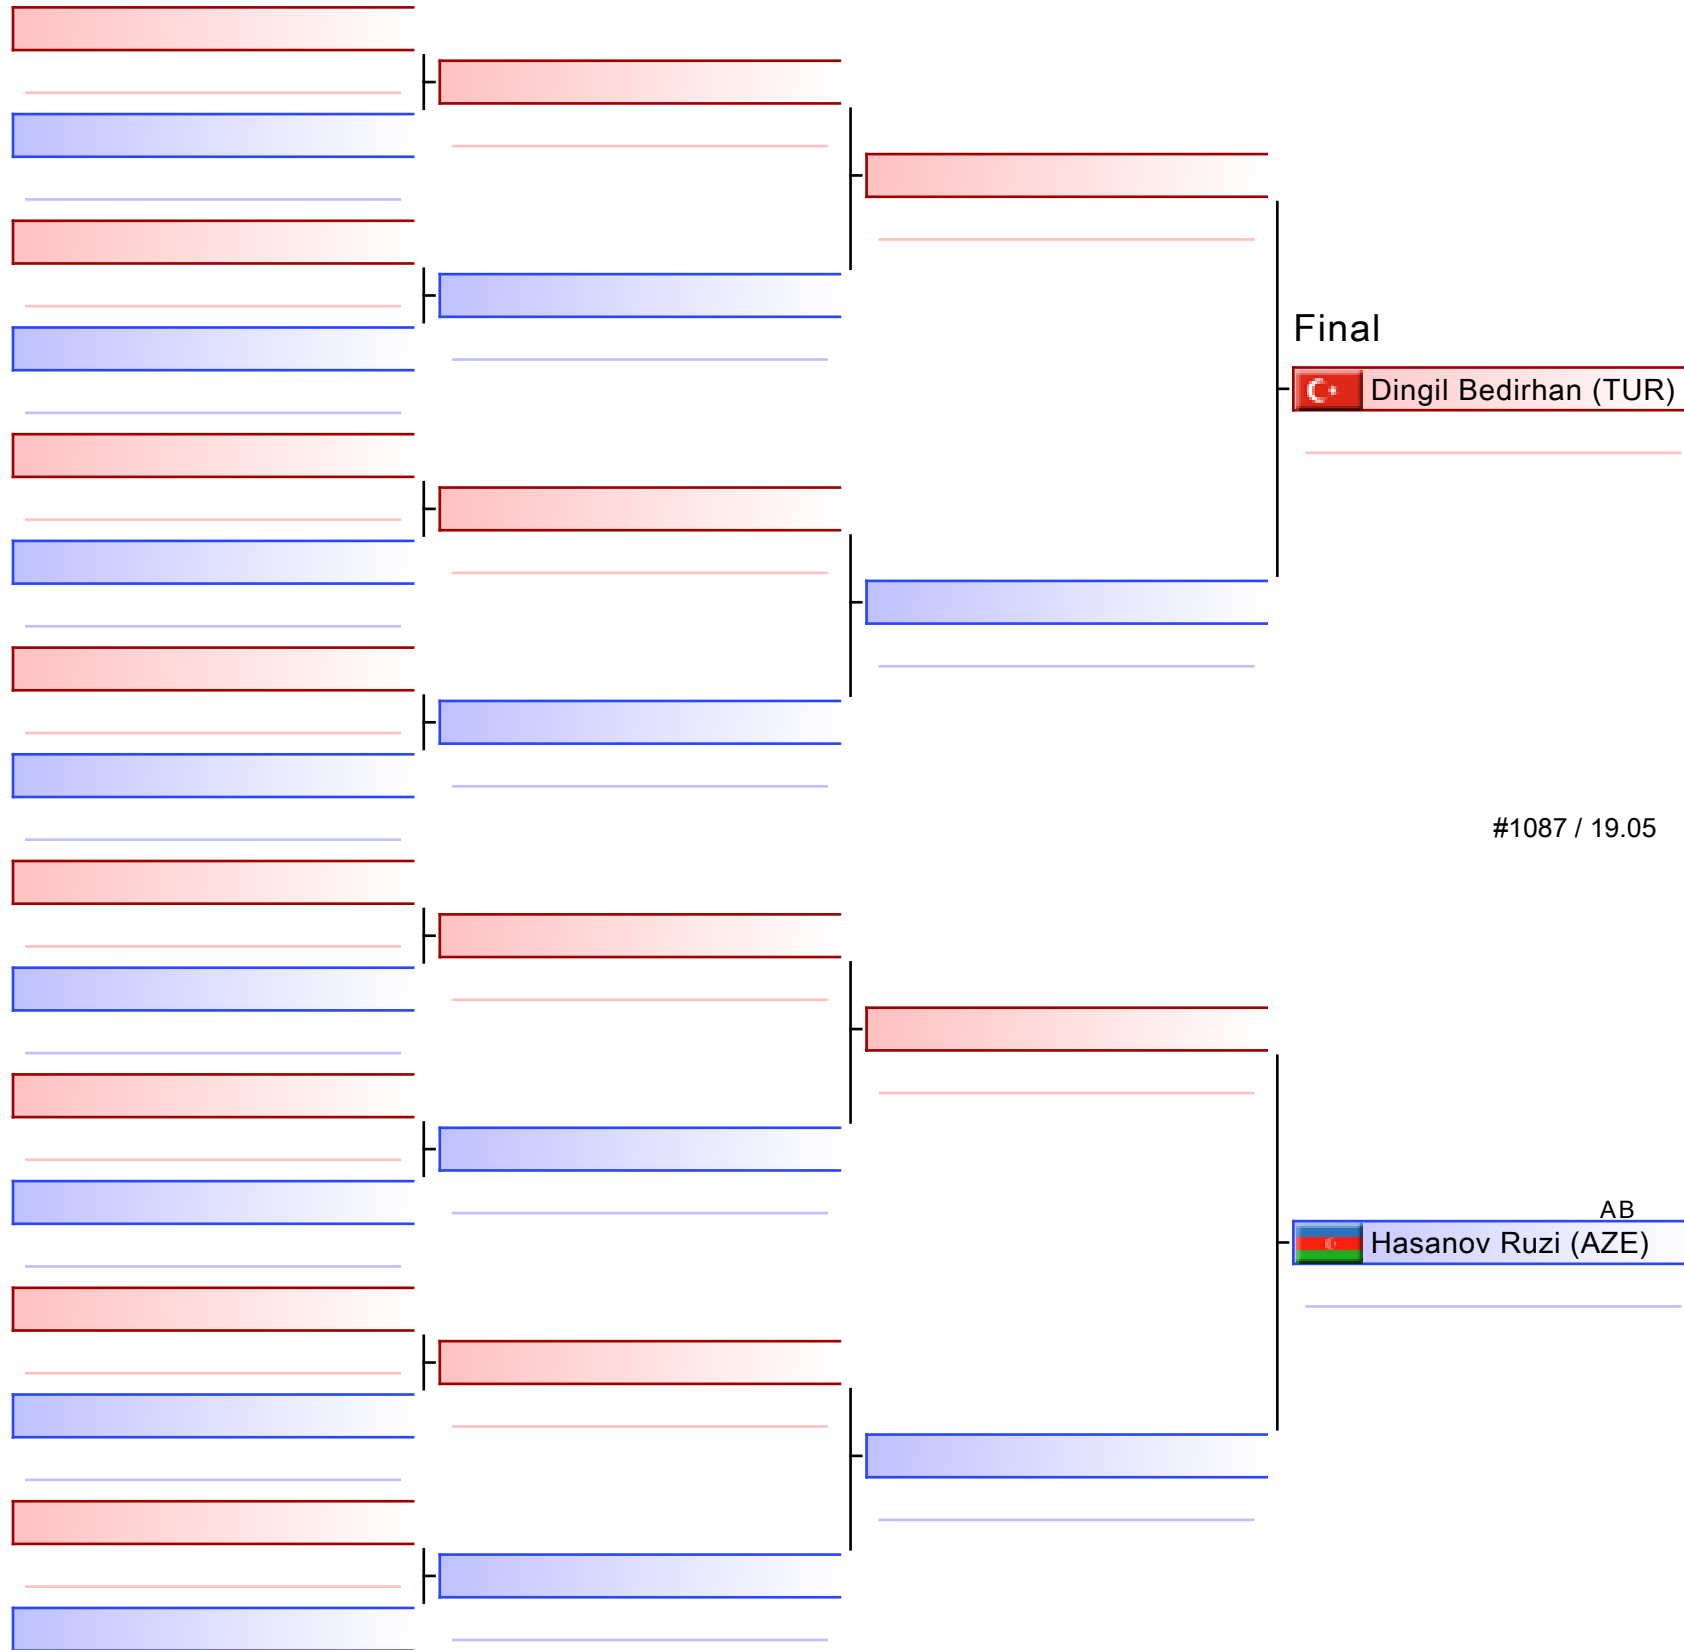 Final
Dingil Bedirhan (TUR)
#1087 / 19.05
AB
Hasanov Ruzi (AZE)